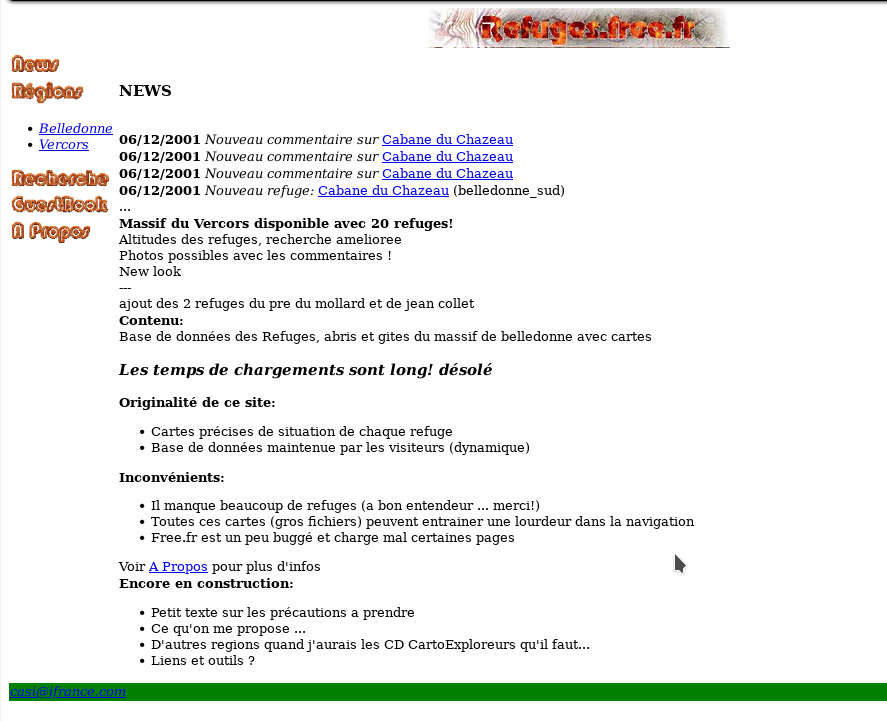 iRefuges.free.fr
News
Régions
Belledonne
Vercors
Recherche
GuestBook
A Propos
NEWS
06/12/2001 Nouveau commentaire sur Cabane du Chazeau
06/12/2001 Nouveau commentaire sur Cabane du Chazeau
06/12/2001 Nouveau commentaire sur Cabane du Chazeau
06/12/2001 Nouveau refuge: Cabane du Chazeau (belledonne_sud)
...
Massif du Vercors disponible avec 20 refuges!
Altitudes des refuges, recherche amelioree
Photos possibles avec les commentaires !
New look
---
ajout des 2 refuges du pre du mollard et de jean collet
Contenu:
Base de données des Refuges, abris et gites du massif de belledonne avec cartes
Les temps de chargements sont long! désolé
Originalité de ce site:
• Cartes précises de situation de chaque refuge
• Base de données maintenue par les visiteurs (dynamique)
Inconvénients:
• Il manque beaucoup de refuges (a bon entendeur ... merci!)
• Toutes ces cartes (gros fichiers) peuvent entrainer une lourdeur dans la navigation
• Free.fr est un peu buggé et charge mal certaines pages
Voir A Propos pour plus d'infos
Encore en construction:
• Petit texte sur les précautions a prendre
• Ce qu'on me propose ...
• D'autres regions quand j'aurais les CD CartoExploreurs qu'il faut...
• Liens et outils ?
casi@ifrance.com